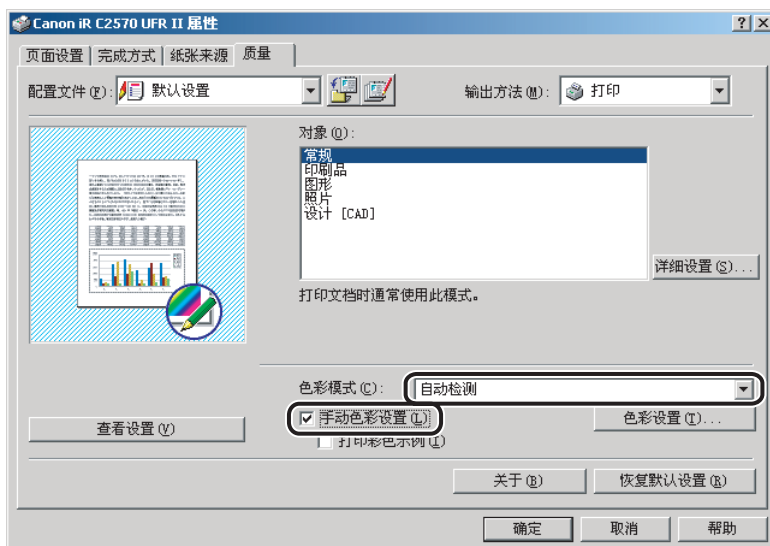 Canon iR C2570 UFR II 属性
页面设置 完成方式 纸张来源 质量
配置文件(F): 默认设置 输出方法(M): 打印
对象(O):
常规
印刷品
图形
照片
设计 [CAD]
详细设置(S)...
打印文档时通常使用此模式。
色彩模式(C): 自动检测
手动色彩设置(L) 色彩设置(T)...
查看设置(V)
打印彩色示例(I)
关于(B) 恢复默认设置(R)
确定 取消 帮助